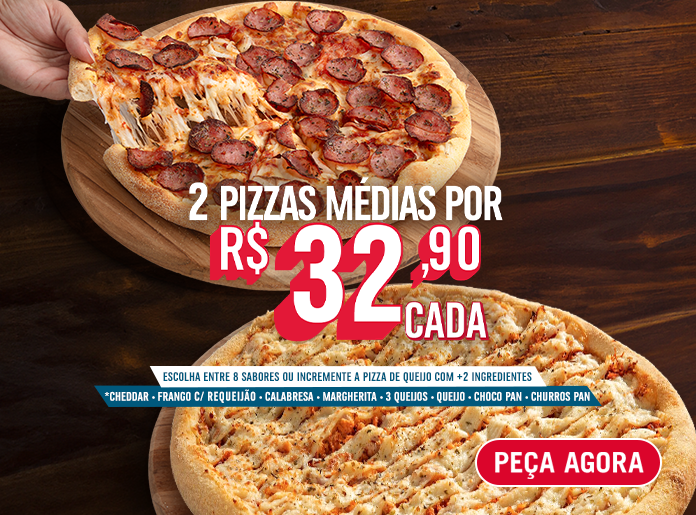 2 PIZZAS MÉDIAS POR
R$ 32,90
CADA
ESCOLHA ENTRE 8 SABORES OU INCREMENTE A PIZZA DE QUEIJO COM +2 INGREDIENTES
*CHEDDAR • FRANGO C/ REQUEIJÃO • CALABRESA • MARGHERITA • 3 QUEIJOS • QUEIJO • CHOCO PAN • CHURROS PAN
PEÇA AGORA